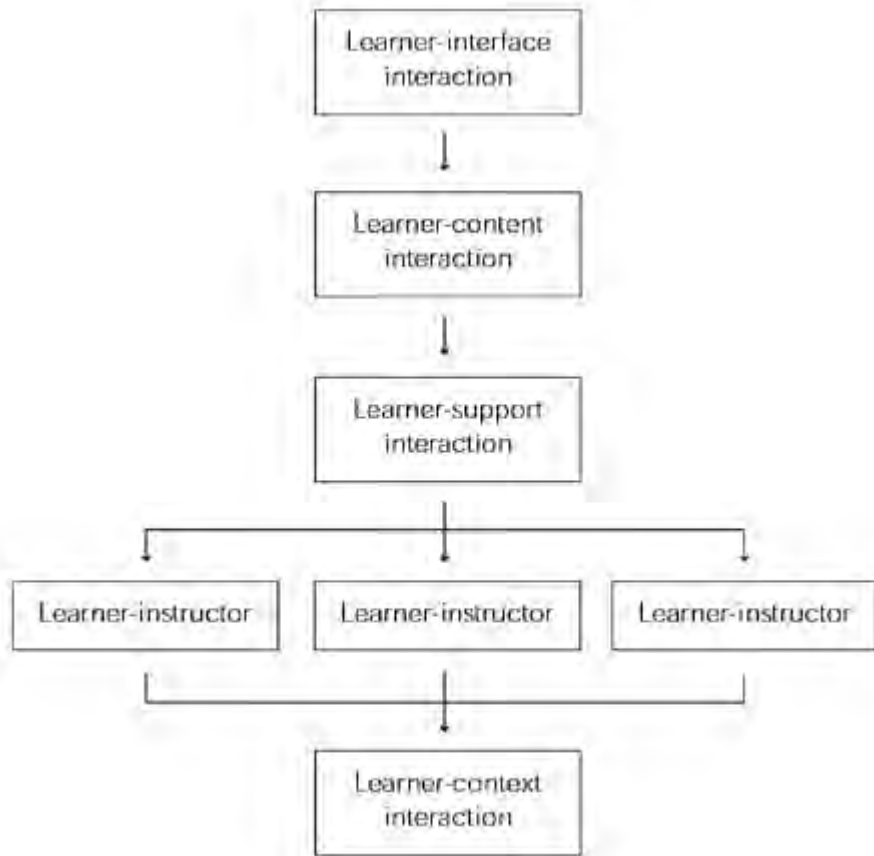 Learner-interface
interaction
Learner-content
interaction
Learner-support
interaction
Learner-instructor
Learner-instructor
Learner-instructor
Learner-context
interaction